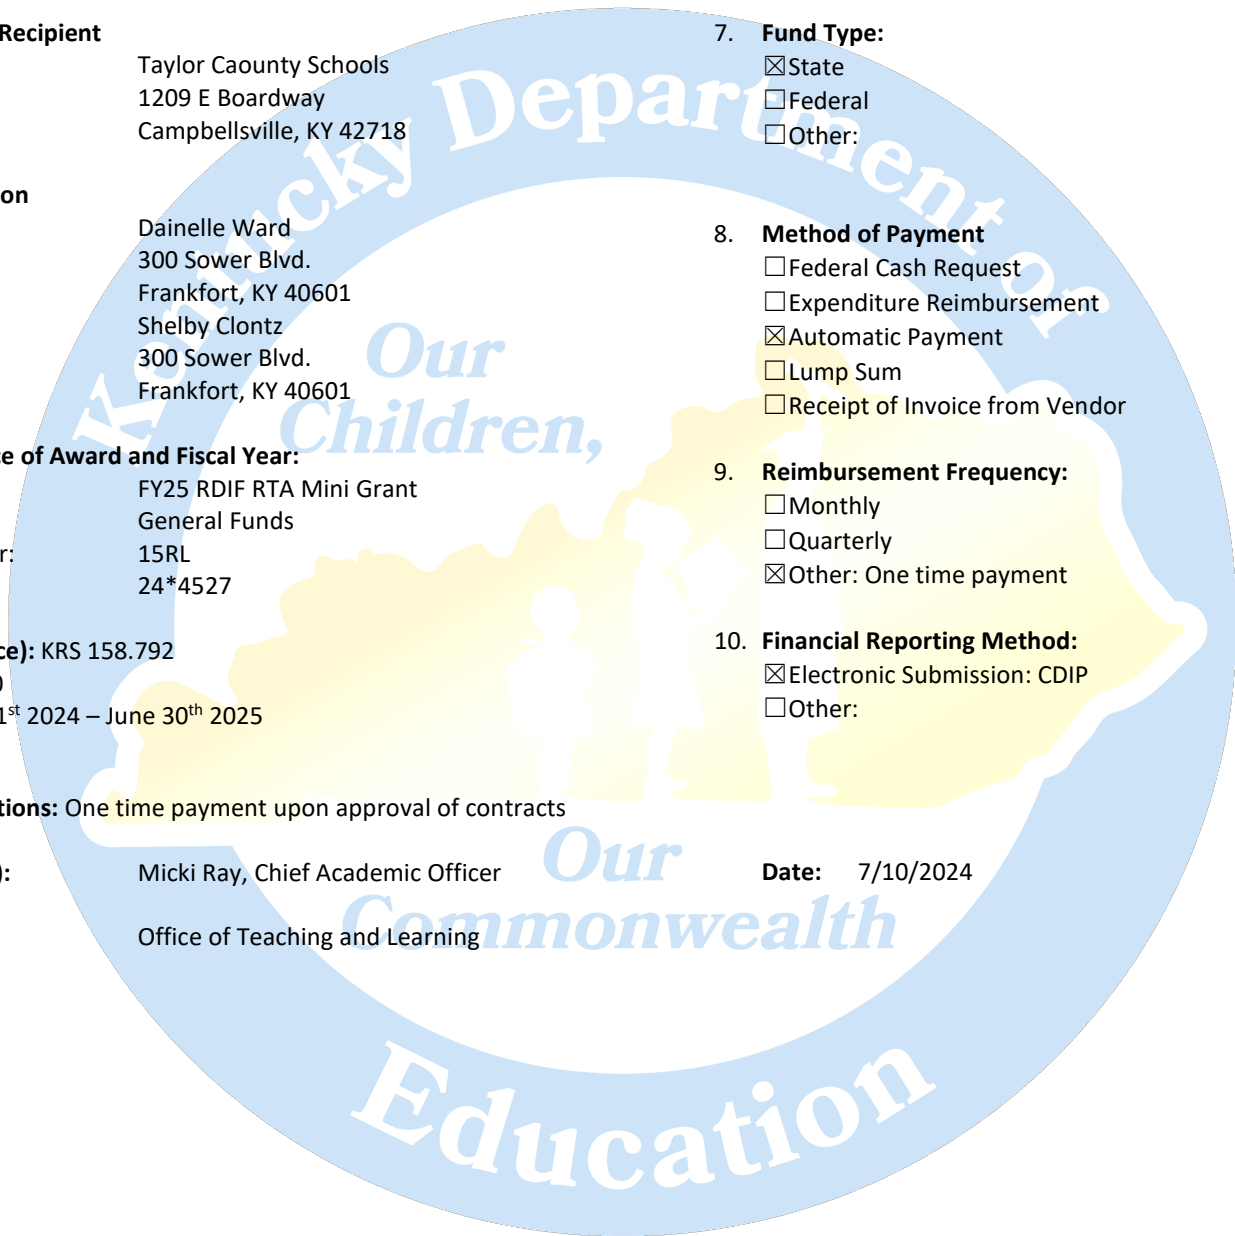 Recipient
Taylor Caounty Schools
1209 E Boardway
Campbellsville, KY 42718
on
Dainelle Ward
300 Sower Blvd.
Frankfort, KY 40601
Shelby Clontz
300 Sower Blvd.
Frankfort, KY 40601
ce of Award and Fiscal Year:
FY25 RDIF RTA Mini Grant
General Funds
r: 15RL
24*4527
ce): KRS 158.792
0
1st 2024 – June 30th 2025
tions: One time payment upon approval of contracts
): Micki Ray, Chief Academic Officer
Office of Teaching and Learning
7. Fund Type:
☒State
☐Federal
☐Other:
8. Method of Payment
☐Federal Cash Request
☐Expenditure Reimbursement
☒Automatic Payment
☐Lump Sum
☐Receipt of Invoice from Vendor
9. Reimbursement Frequency:
☐Monthly
☐Quarterly
☒Other: One time payment
10. Financial Reporting Method:
☒Electronic Submission: CDIP
☐Other:
Date: 7/10/2024
Kentucky Department of
Education
Our
Children,
Our
Commonwealth